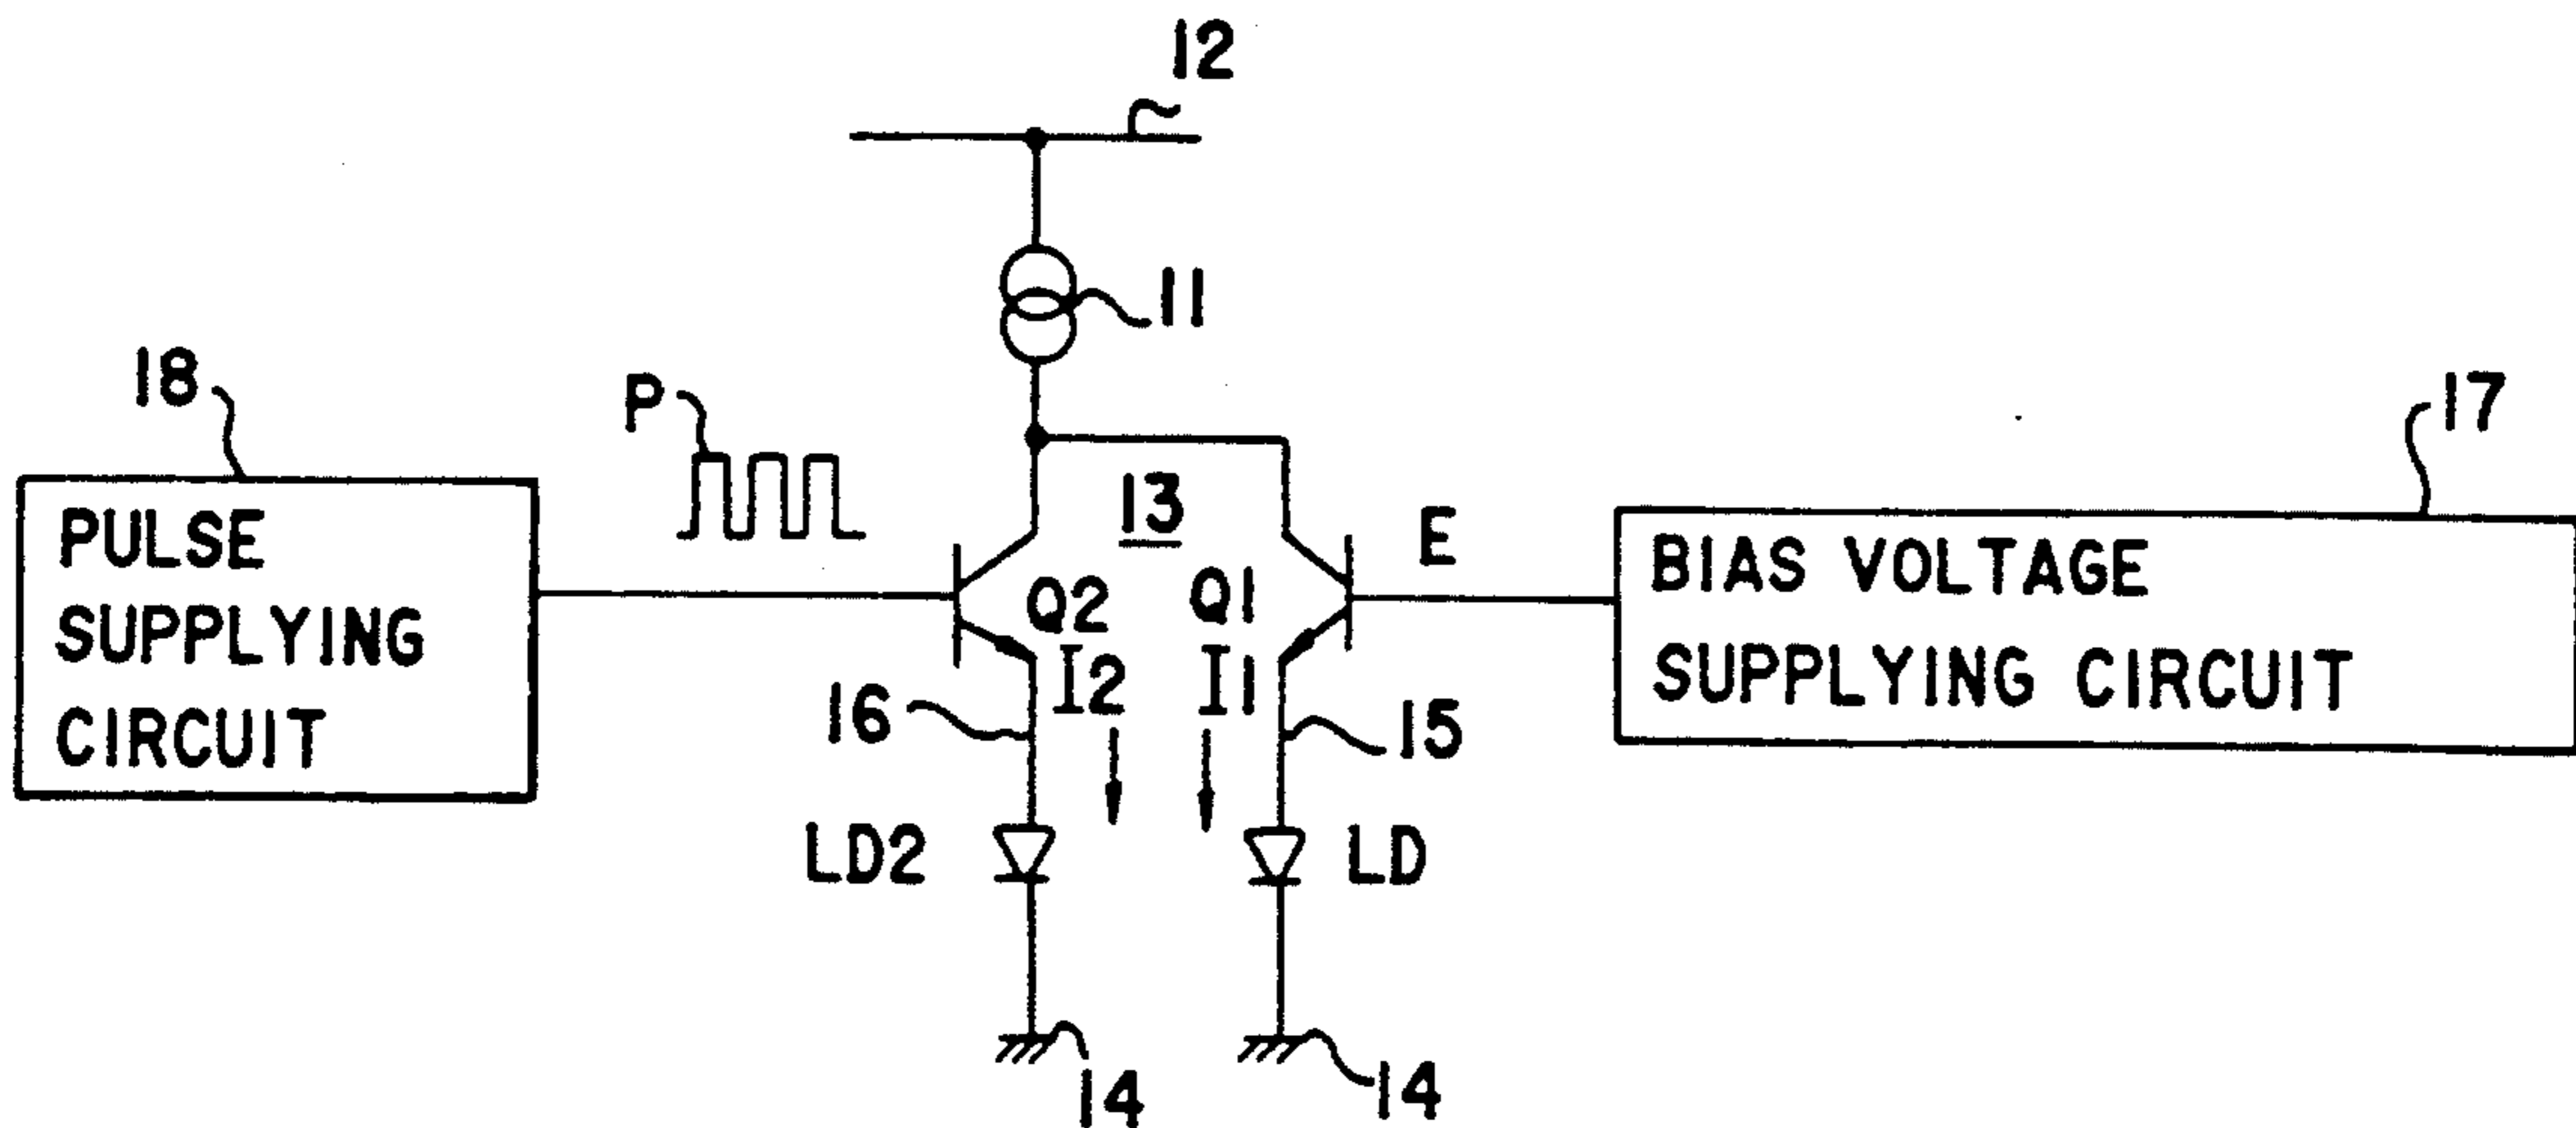 12
11
18
P
17
PULSE
SUPPLYING
CIRCUIT
13
E
BIAS VOLTAGE
SUPPLYING CIRCUIT
Q2
Q1
I2
I1
16
15
LD2
LD
14
14